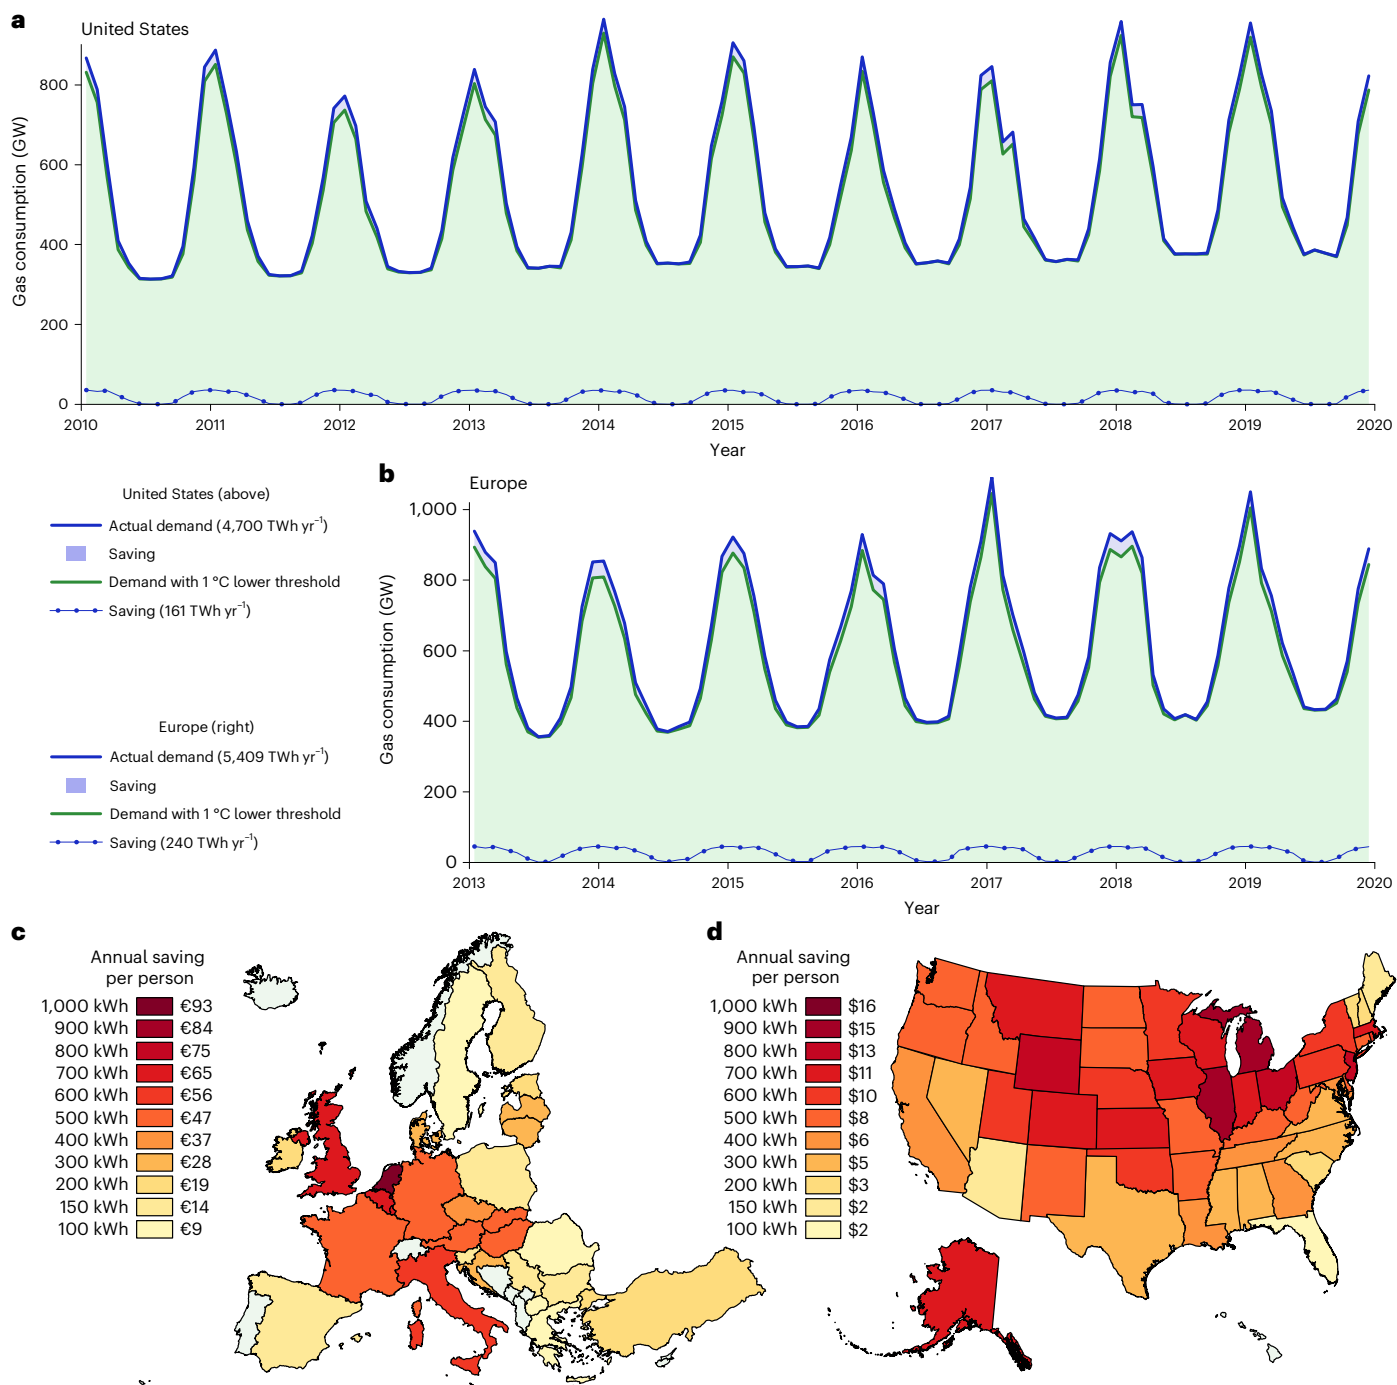 a
United States
Gas consumption (GW)
800
600
400
200
0
2010 2011 2012 2013 2014 2015 2016 2017 2018 2019 2020
Year
United States (above)
Actual demand (4,700 TWh yr⁻¹)
Saving
Demand with 1 °C lower threshold
Saving (161 TWh yr⁻¹)
Europe (right)
Actual demand (5,409 TWh yr⁻¹)
Saving
Demand with 1 °C lower threshold
Saving (240 TWh yr⁻¹)
b
Europe
Gas consumption (GW)
1,000
800
600
400
200
0
2013 2014 2015 2016 2017 2018 2019 2020
Year
c
Annual saving
per person
1,000 kWh €93
900 kWh €84
800 kWh €75
700 kWh €65
600 kWh €56
500 kWh €47
400 kWh €37
300 kWh €28
200 kWh €19
150 kWh €14
100 kWh €9
d
Annual saving
per person
1,000 kWh $16
900 kWh $15
800 kWh $13
700 kWh $11
600 kWh $10
500 kWh $8
400 kWh $6
300 kWh $5
200 kWh $3
150 kWh $2
100 kWh $2